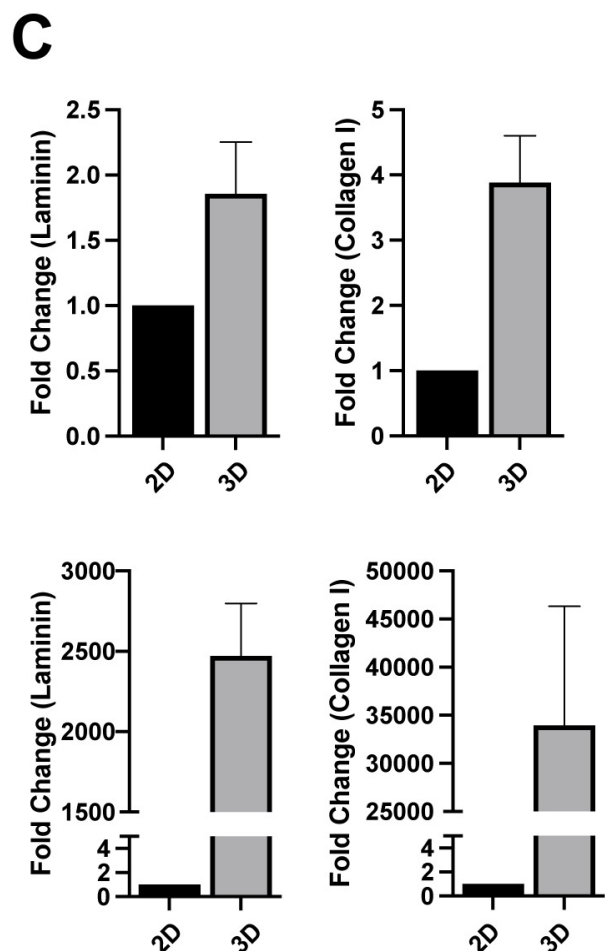 C
Fold Change (Laminin)
2.5
2.0
1.5
1.0
0.5
0.0
2D
3D
Fold Change (Collagen I)
5
4
3
2
1
0
2D
3D
Fold Change (Laminin)
3000
2500
2000
1500
4
2
0
2D
3D
Fold Change (Collagen I)
50000
45000
40000
35000
30000
25000
4
2
0
2D
3D